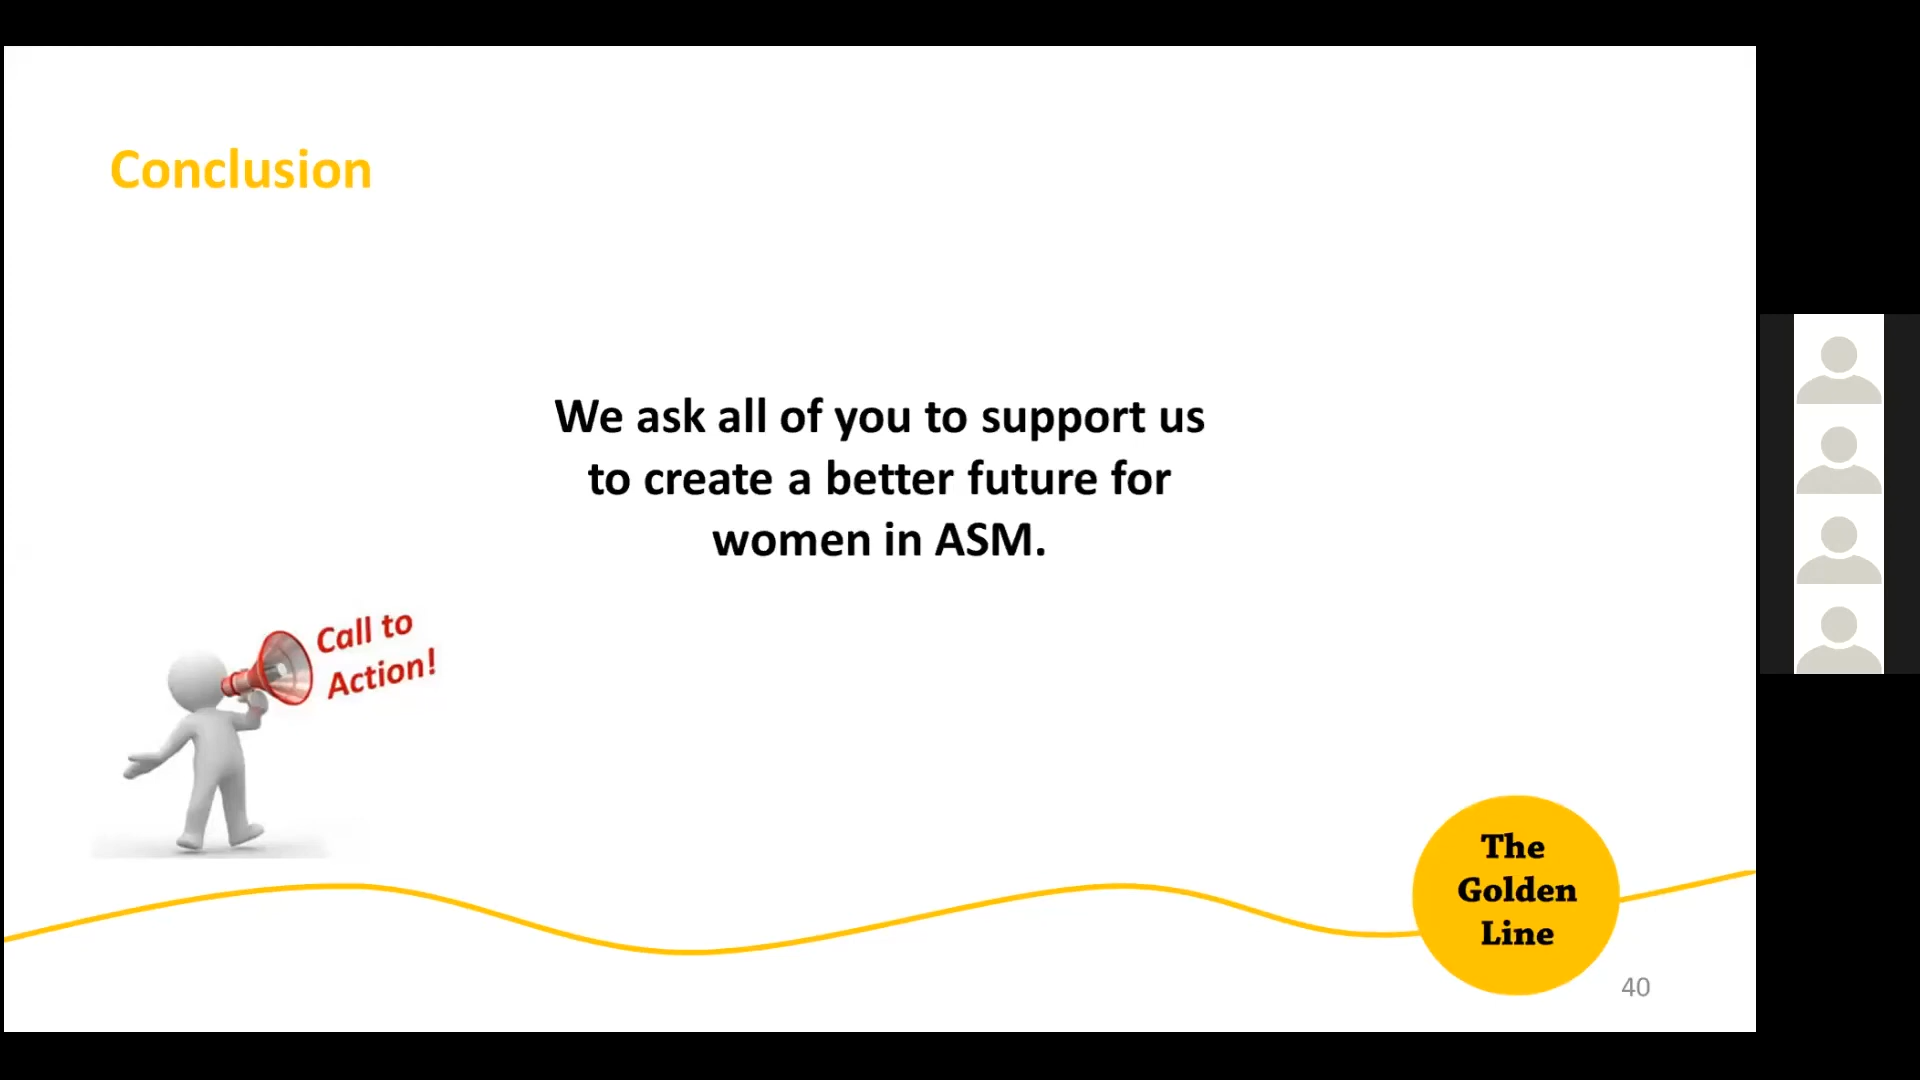 Conclusion
We ask all of you to support us
to create a better future for
women in ASM.
Call to
Action!
The
Golden
Line
40